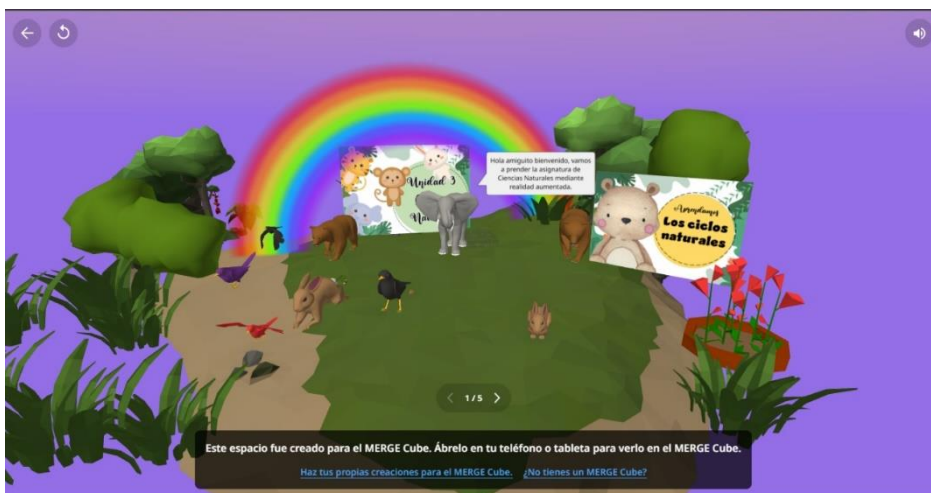 Unidad 3
Hola amiguito bienvenido, vamos
a prender la asignatura de
Ciencias Naturales mediante
realidad aumentada.
Aprendamos
Los ciclos
naturales
1/5
Este espacio fue creado para el MERGE Cube. Ábrelo en tu teléfono o tableta para verlo en el MERGE Cube.
Haz tus propias creaciones para el MERGE Cube. ¿No tienes un MERGE Cube?